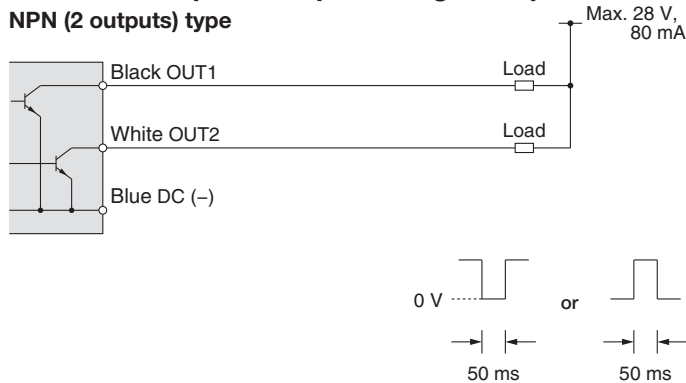 NPN (2 outputs) type
Max. 28 V,
80 mA
Black OUT1
Load
White OUT2
Load
Blue DC (−)
0 V
or
50 ms
50 ms